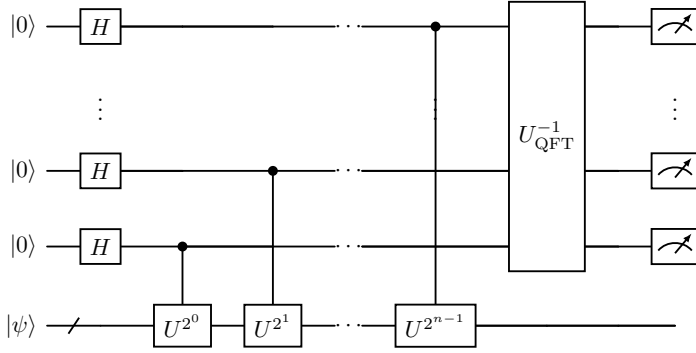 |0⟩ H ··· U_QFT^{-1}
⋮ ⋮ ⋮
|0⟩ H ···
|0⟩ H ···
|ψ⟩ U^{2^0} U^{2^1} ··· U^{2^{n-1}}